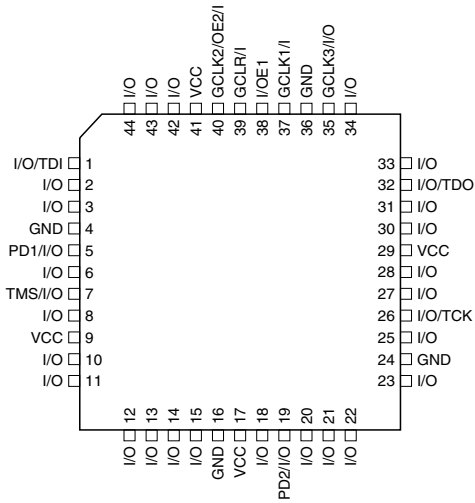 I/O
I/O
I/O
VCC
GCLK2/OE2/I
GCLR/I
I/OE1
GCLK1/I
GND
GCLK3/I/O
I/O
44
43
42
41
40
39
38
37
36
35
34
I/O/TDI 1
I/O 2
I/O 3
GND 4
PD1/I/O 5
I/O 6
TMS/I/O 7
I/O 8
VCC 9
I/O 10
I/O 11
33 I/O
32 I/O/TDO
31 I/O
30 I/O
29 VCC
28 I/O
27 I/O
26 I/O/TCK
25 I/O
24 GND
23 I/O
12
13
14
15
16
17
18
19
20
21
22
I/O
I/O
I/O
I/O
GND
VCC
I/O
PD2/I/O
I/O
I/O
I/O